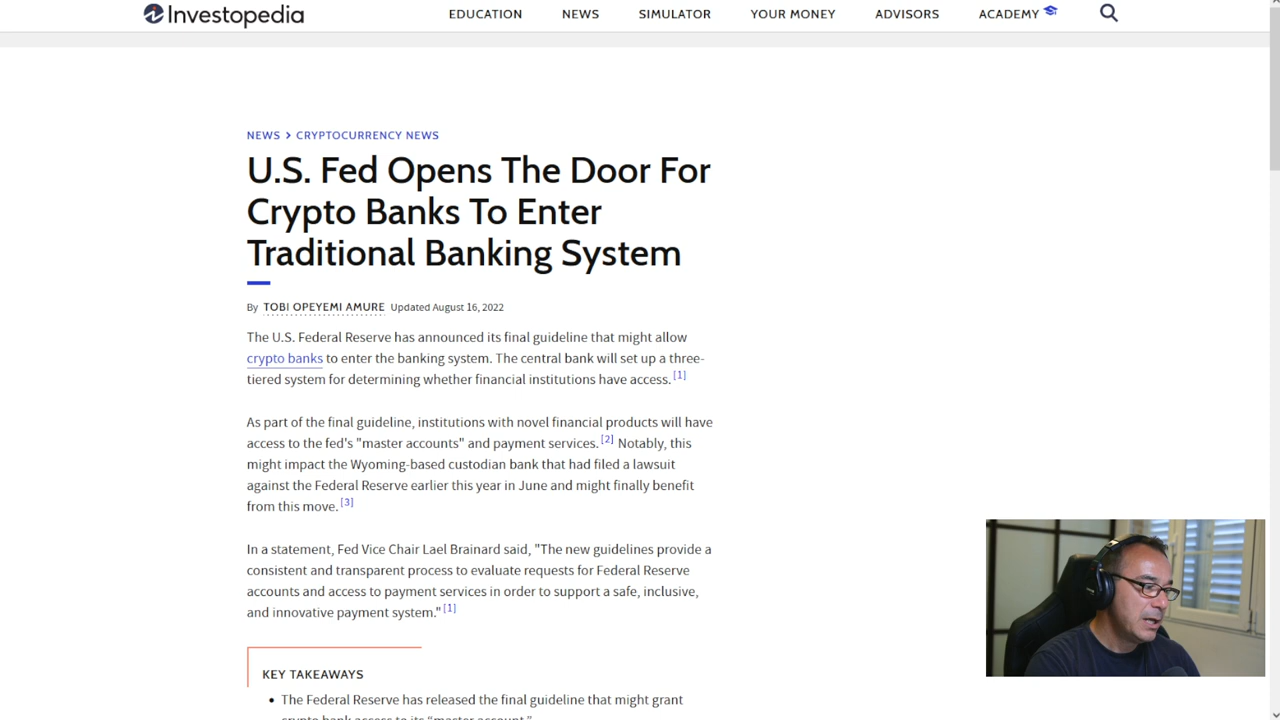 Investopedia
EDUCATION NEWS SIMULATOR YOUR MONEY ADVISORS ACADEMY
NEWS > CRYPTOCURRENCY NEWS
U.S. Fed Opens The Door For
Crypto Banks To Enter
Traditional Banking System
By TOBI OPEYEMI AMURE Updated August 16, 2022
The U.S. Federal Reserve has announced its final guideline that might allow
crypto banks to enter the banking system. The central bank will set up a three-
tiered system for determining whether financial institutions have access. [1]
As part of the final guideline, institutions with novel financial products will have
access to the fed's "master accounts" and payment services. [2] Notably, this
might impact the Wyoming-based custodian bank that had filed a lawsuit
against the Federal Reserve earlier this year in June and might finally benefit
from this move. [3]
In a statement, Fed Vice Chair Lael Brainard said, "The new guidelines provide a
consistent and transparent process to evaluate requests for Federal Reserve
accounts and access to payment services in order to support a safe, inclusive,
and innovative payment system." [1]
KEY TAKEAWAYS
• The Federal Reserve has released the final guideline that might grant
crypto bank access to its "master account."